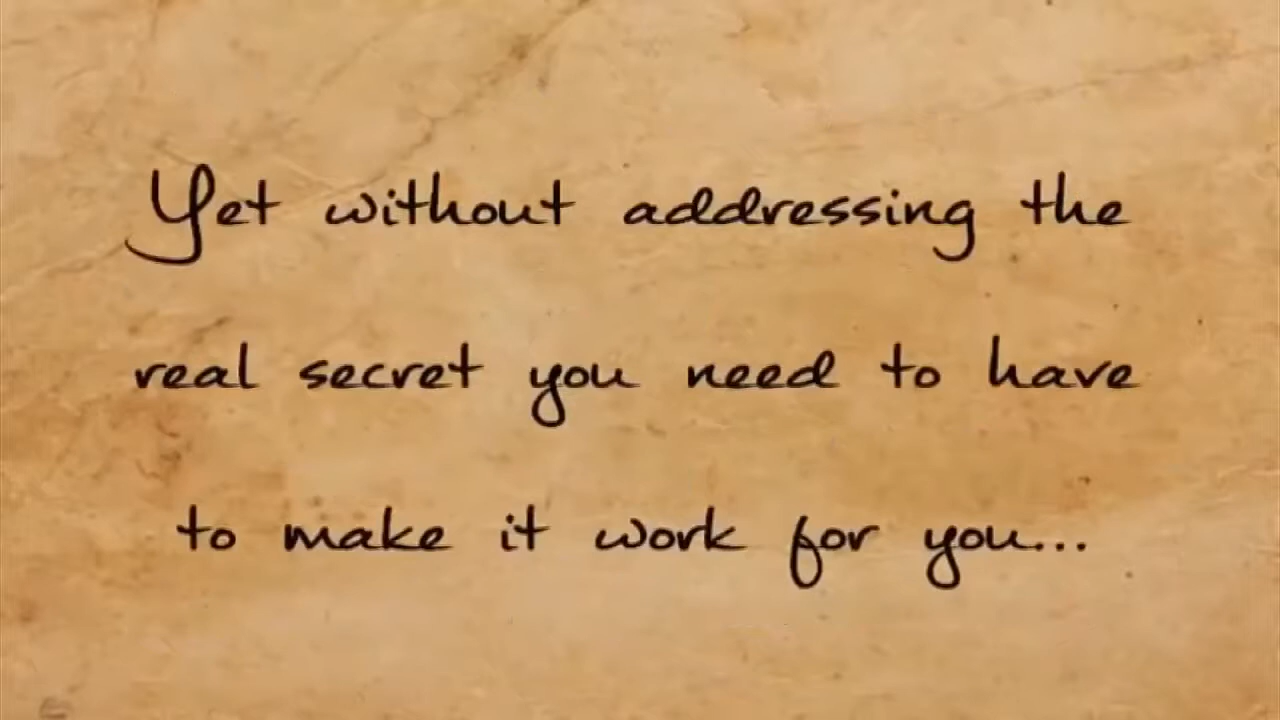 Yet without addressing the
real secret you need to have
to make it work for you...